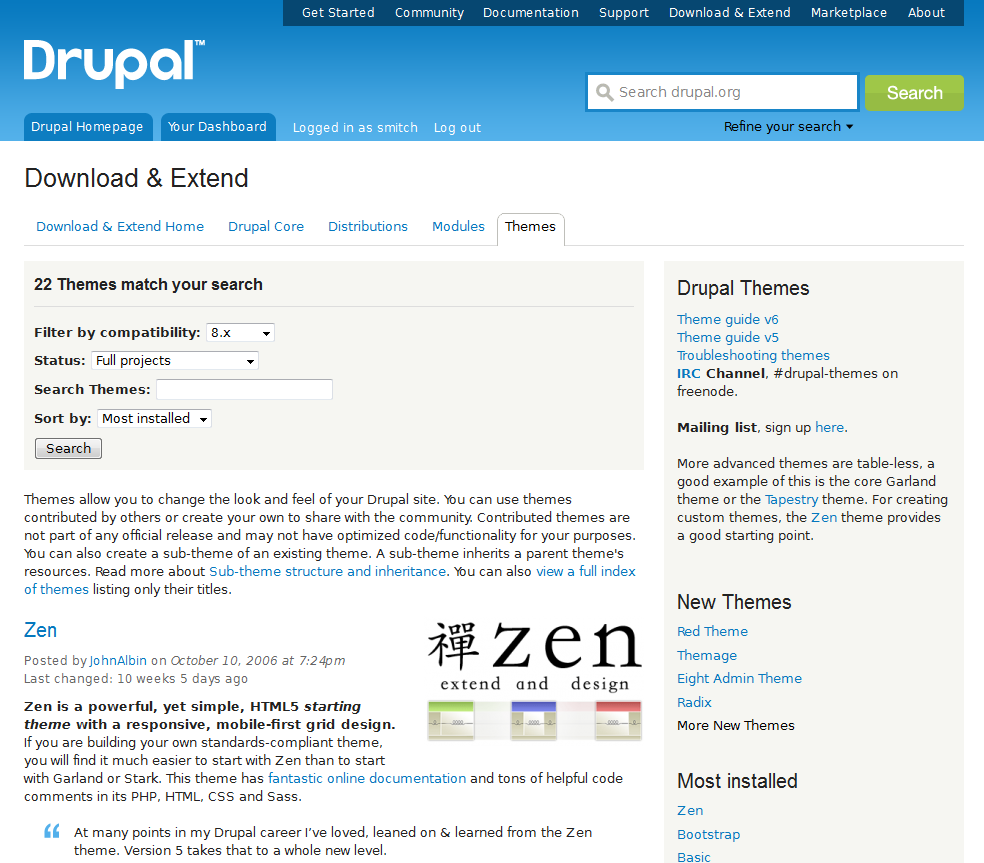 Get Started Community Documentation Support Download & Extend Marketplace About
Drupal™
Search drupal.org
Search
Refine your search
Drupal Homepage
Your Dashboard
Logged in as smitch
Log out
Download & Extend
Download & Extend Home
Drupal Core
Distributions
Modules
Themes
22 Themes match your search
Filter by compatibility: 8.x
Status: Full projects
Search Themes:
Sort by: Most installed
Search
Themes allow you to change the look and feel of your Drupal site. You can use themes
contributed by others or create your own to share with the community. Contributed themes are
not part of any official release and may not have optimized code/functionality for your purposes.
You can also create a sub-theme of an existing theme. A sub-theme inherits a parent theme's
resources. Read more about Sub-theme structure and inheritance. You can also view a full index
of themes listing only their titles.
Zen
Posted by JohnAlbin on October 10, 2006 at 7:24pm
Last changed: 10 weeks 5 days ago
禪 zen
extend and design
Zen is a powerful, yet simple, HTML5 starting
theme with a responsive, mobile-first grid design.
If you are building your own standards-compliant theme,
you will find it much easier to start with Zen than to start
with Garland or Stark. This theme has fantastic online documentation and tons of helpful code
comments in its PHP, HTML, CSS and Sass.
“ At many points in my Drupal career I’ve loved, leaned on & learned from the Zen
theme. Version 5 takes that to a whole new level.
Drupal Themes
Theme guide v6
Theme guide v5
Troubleshooting themes
IRC Channel, #drupal-themes on
freenode.
Mailing list, sign up here.
More advanced themes are table-less, a
good example of this is the core Garland
theme or the Tapestry theme. For creating
custom themes, the Zen theme provides
a good starting point.
New Themes
Red Theme
Themage
Eight Admin Theme
Radix
More New Themes
Most installed
Zen
Bootstrap
Basic